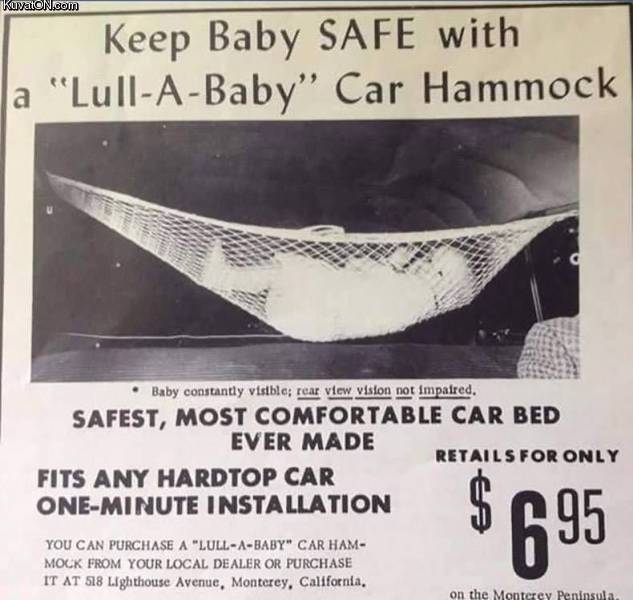 KuvatON.com
Keep Baby SAFE with
a "Lull-A-Baby" Car Hammock
• Baby constantly visible; rear view vision not impaired.
SAFEST, MOST COMFORTABLE CAR BED
EVER MADE
RETAILS FOR ONLY
FITS ANY HARDTOP CAR
ONE-MINUTE INSTALLATION
$6.95
YOU CAN PURCHASE A "LULL-A-BABY" CAR HAM-
MOCK FROM YOUR LOCAL DEALER OR PURCHASE
IT AT 518 Lighthouse Avenue, Monterey, California.
on the Monterey Peninsula.